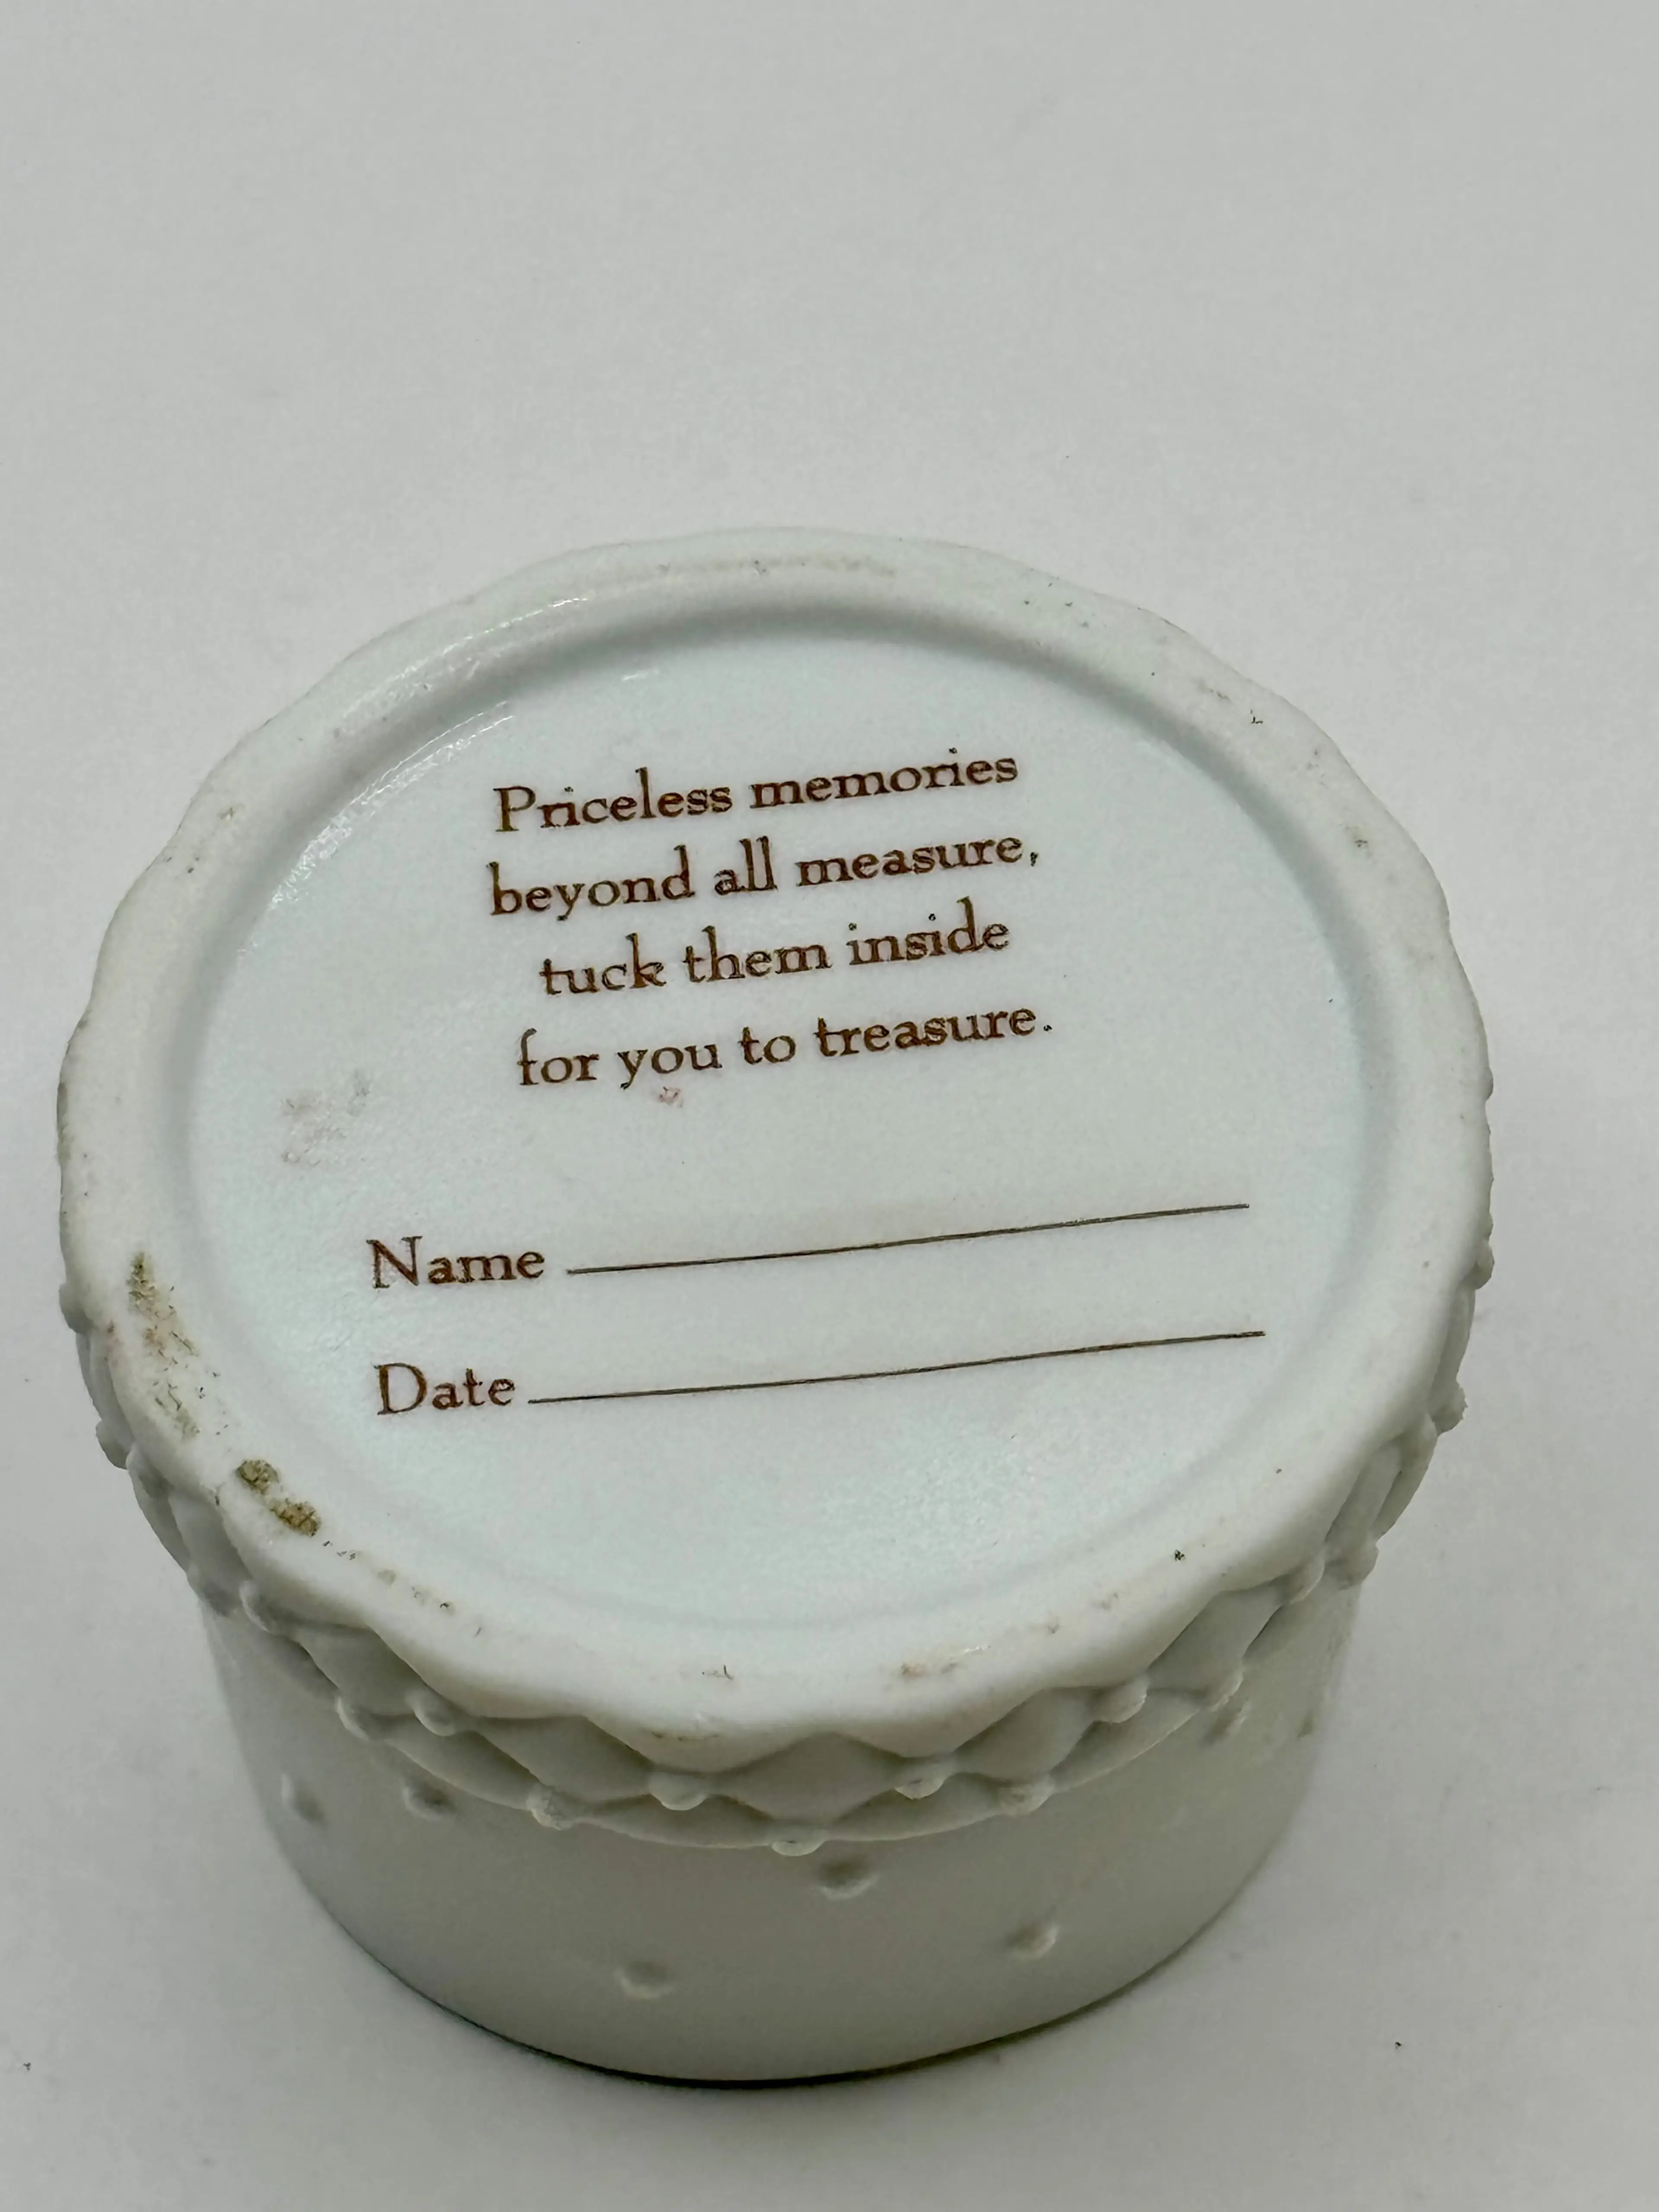 Priceless memories
beyond all measure,
tuck them inside
for you to treasure.
Name
Date